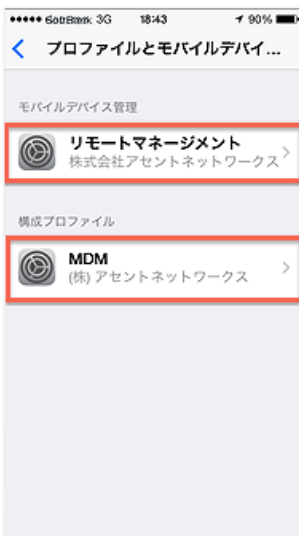 3G 18:43 90%
プロファイルとモバイルデバイ...
モバイルデバイス管理
リモートマネージメント
株式会社アセントネットワークス
構成プロファイル
MDM
(株) アセントネットワークス